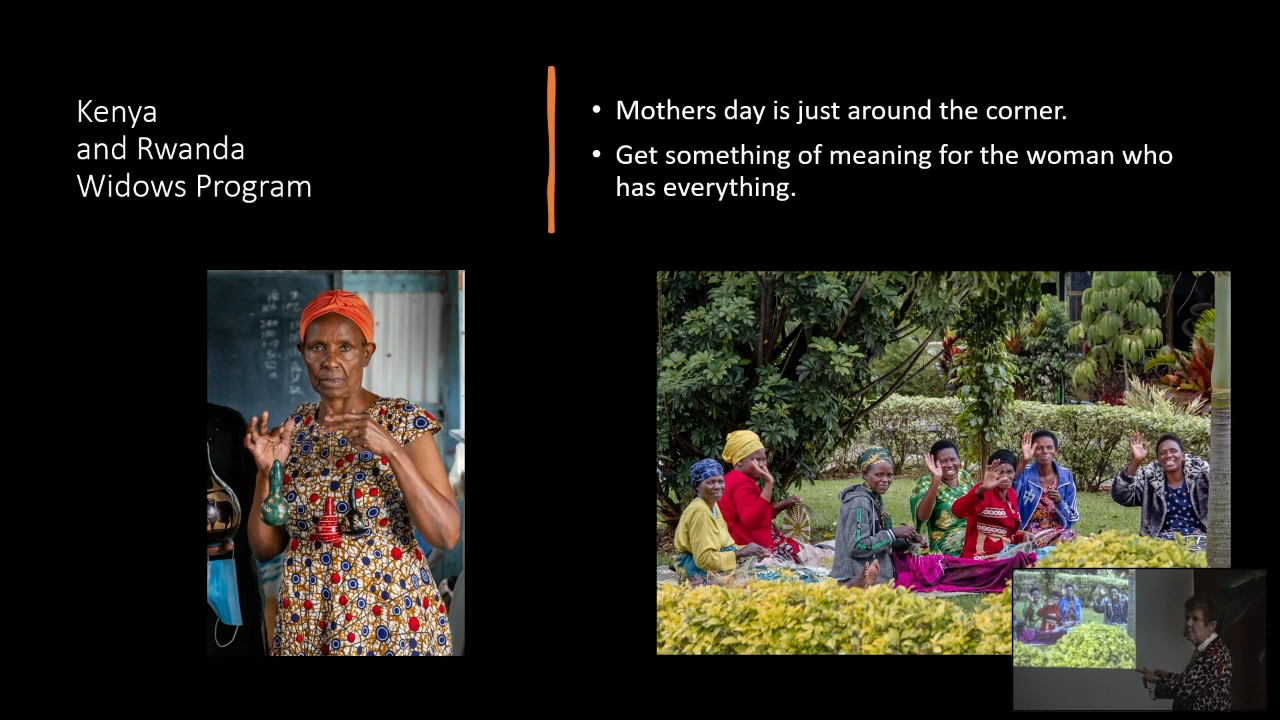 Kenya
and Rwanda
Widows Program
• Mothers day is just around the corner.
• Get something of meaning for the woman who
has everything.